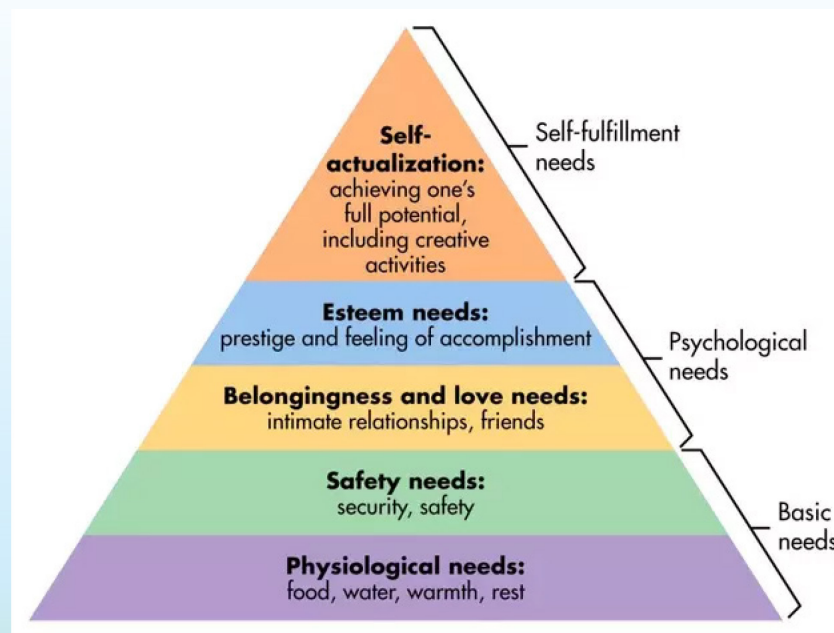 Self-
actualization:
achieving one's
full potential,
including creative
activities
Self-fulfillment
needs
Esteem needs:
prestige and feeling of accomplishment
Psychological
needs
Belongingness and love needs:
intimate relationships, friends
Safety needs:
security, safety
Basic
needs
Physiological needs:
food, water, warmth, rest